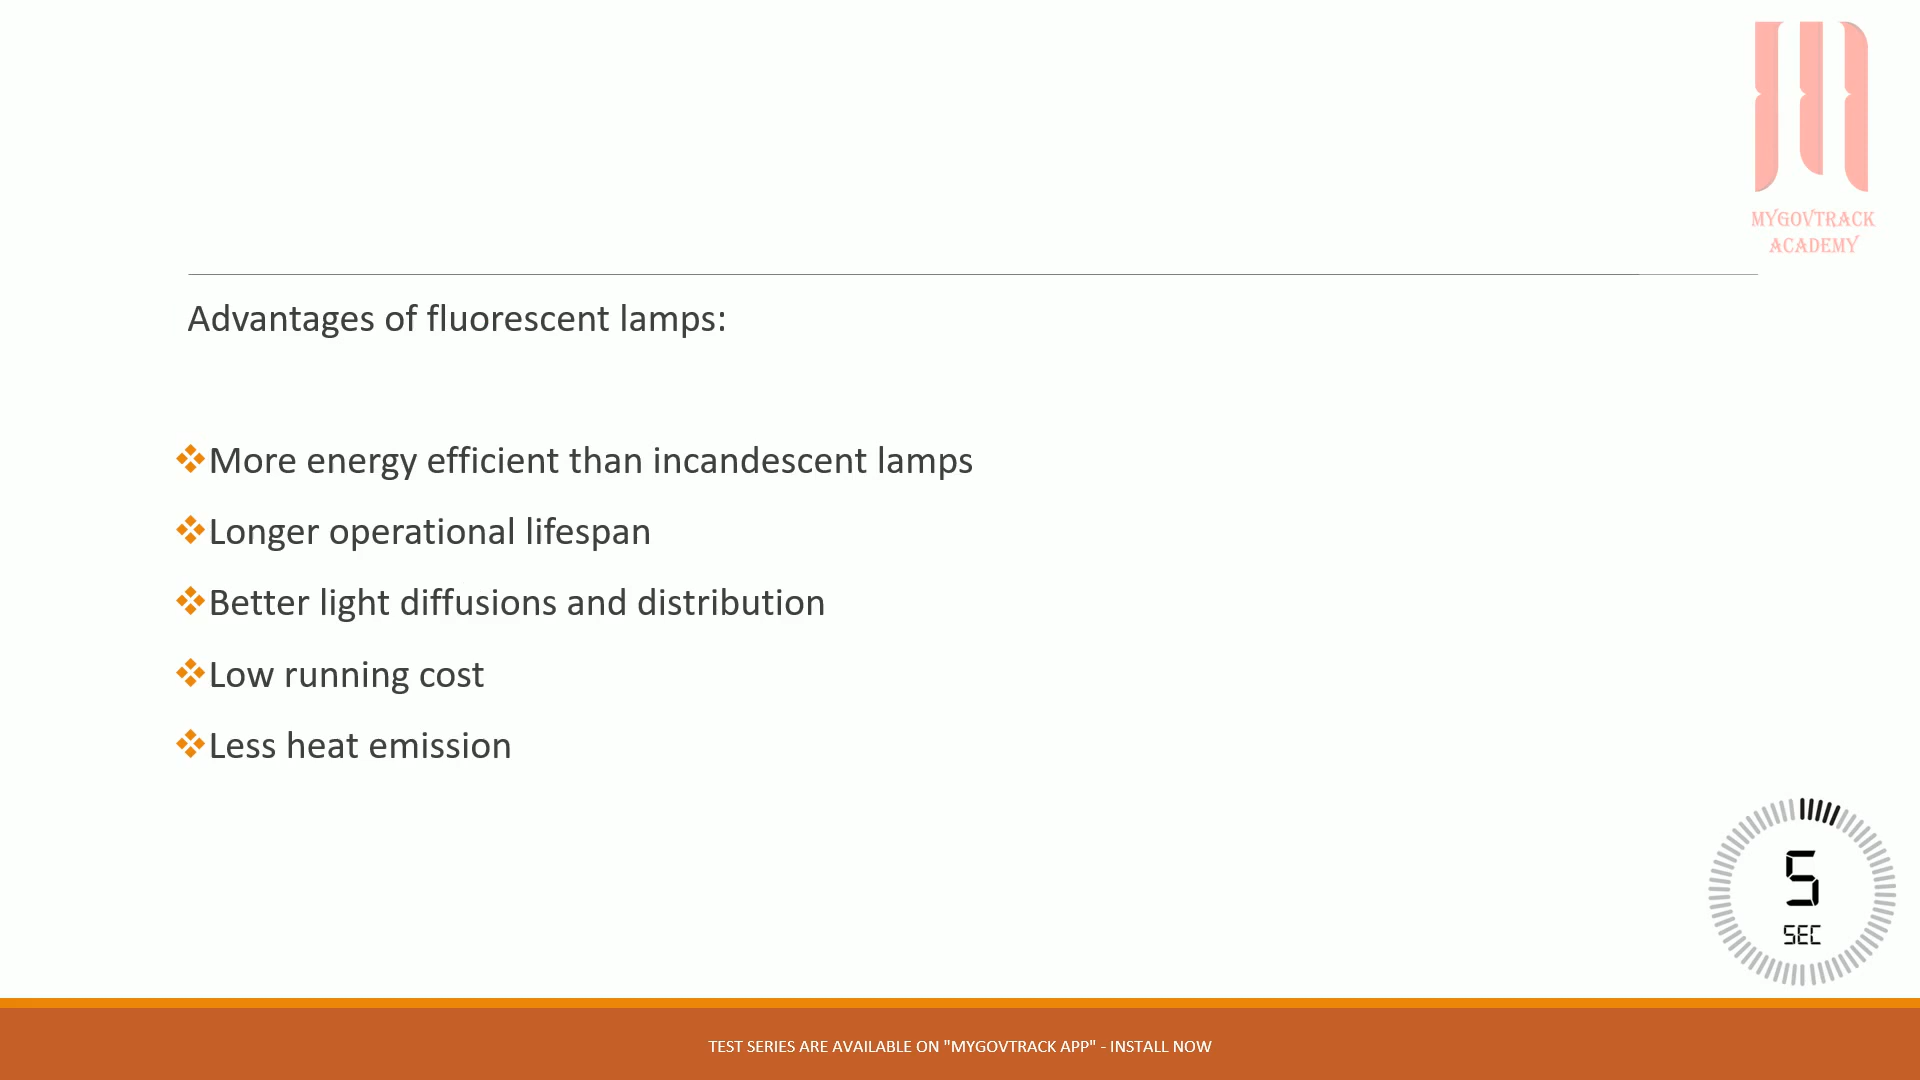 MYGOVTRACK
ACADEMY
Advantages of fluorescent lamps:
❖More energy efficient than incandescent lamps
❖Longer operational lifespan
❖Better light diffusions and distribution
❖Low running cost
❖Less heat emission
5
SEC
TEST SERIES ARE AVAILABLE ON "MYGOVTRACK APP" - INSTALL NOW